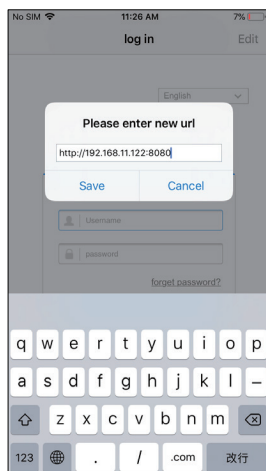 No SIM 11:26 AM 7%
log in Edit
English
Please enter new url
http://192.168.11.122:8080
Save Cancel
Username
password
forget password?
q w e r t y u i o p
a s d f g h j k l –
z x c v b n m
123 . / .com 改行